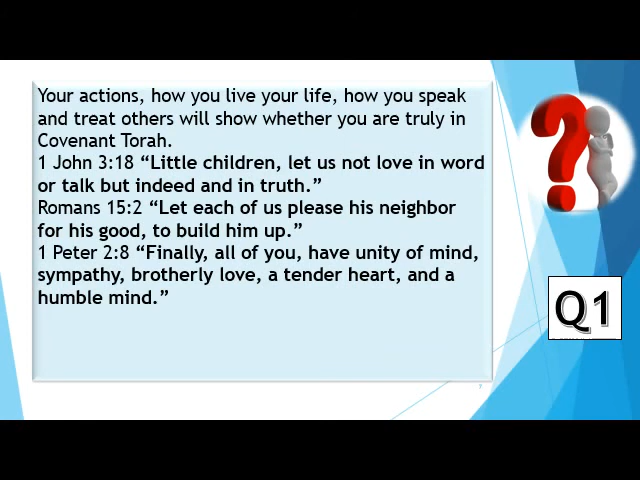 Your actions, how you live your life, how you speak
and treat others will show whether you are truly in
Covenant Torah.
1 John 3:18 “Little children, let us not love in word
or talk but indeed and in truth.”
Romans 15:2 “Let each of us please his neighbor
for his good, to build him up.”
1 Peter 2:8 “Finally, all of you, have unity of mind,
sympathy, brotherly love, a tender heart, and a
humble mind.”
Q1